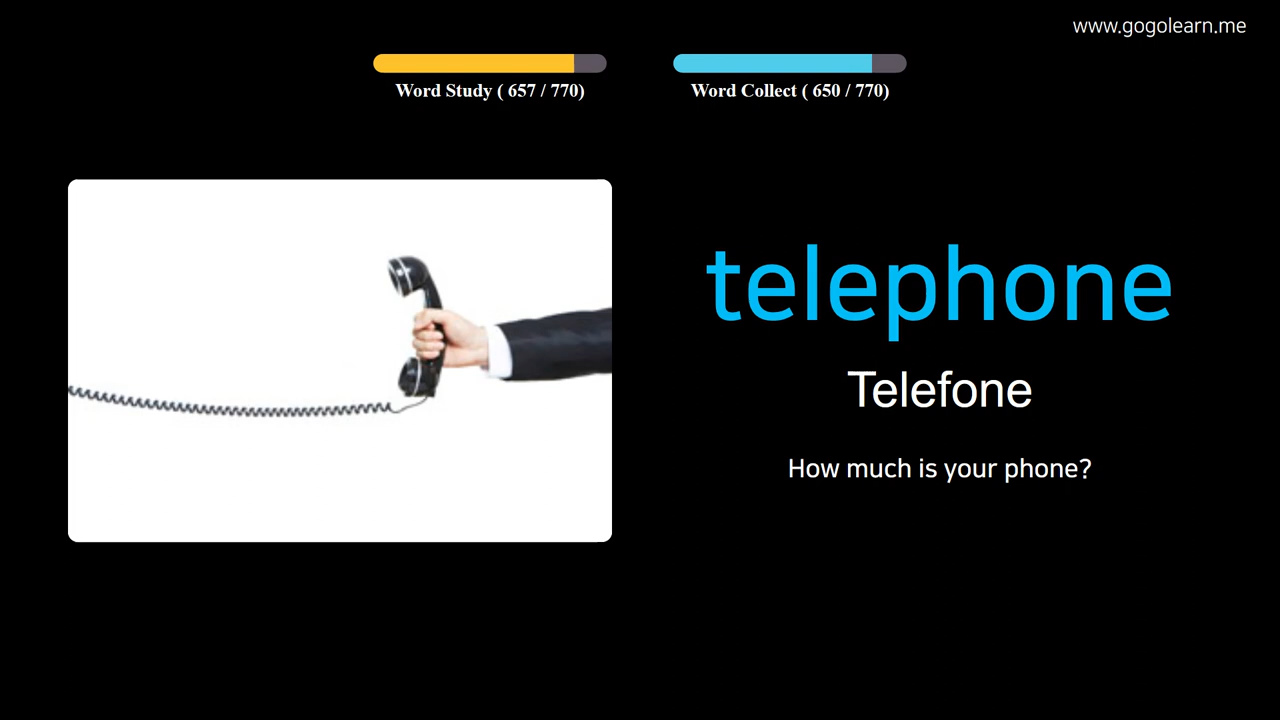 www.gogolearn.me
Word Study ( 657 / 770)
Word Collect ( 650 / 770)
telephone
Telefone
How much is your phone?